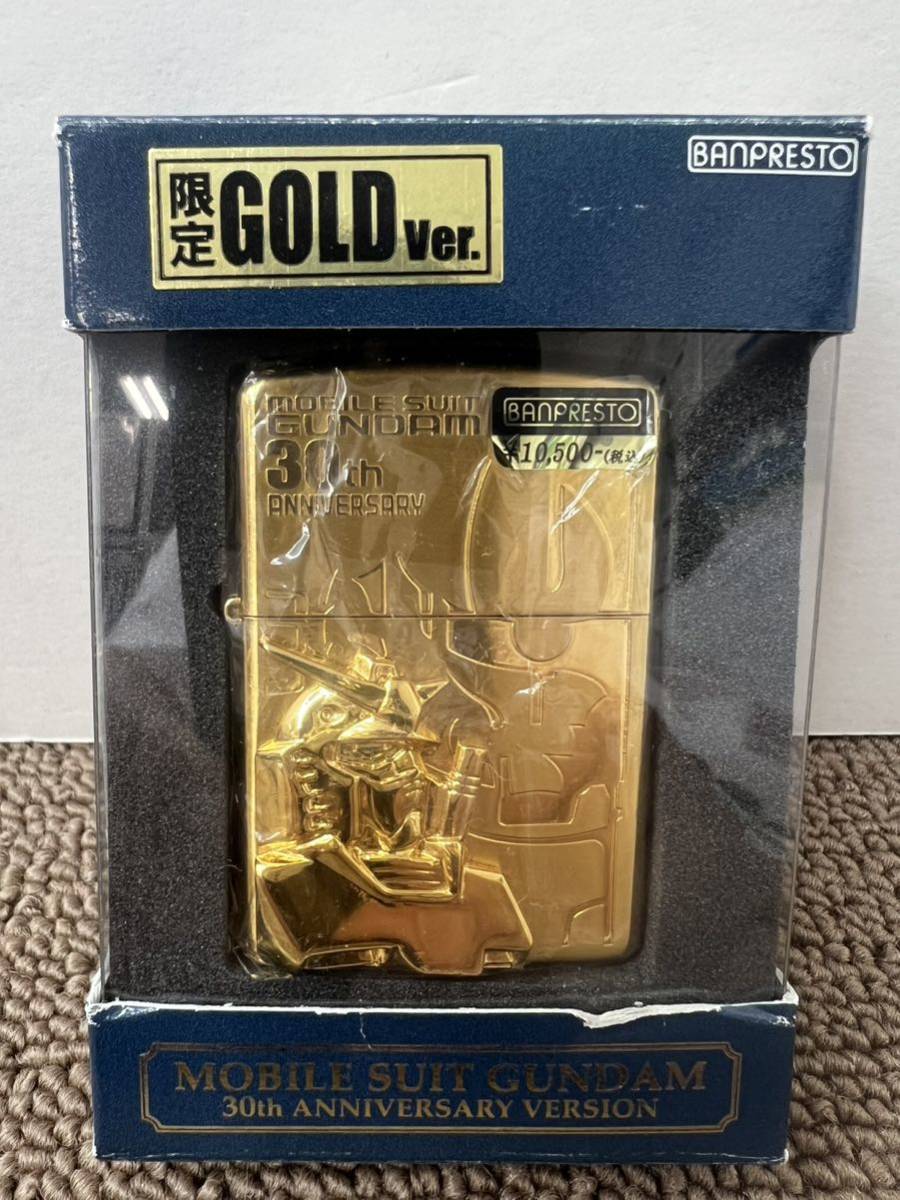 BANPRESTO
限定 GOLD Ver.
MOBILE SUIT
GUNDAM
30th
ANNIVERSARY
BANPRESTO
¥10,500-(税込
MOBILE SUIT GUNDAM
30th ANNIVERSARY VERSION